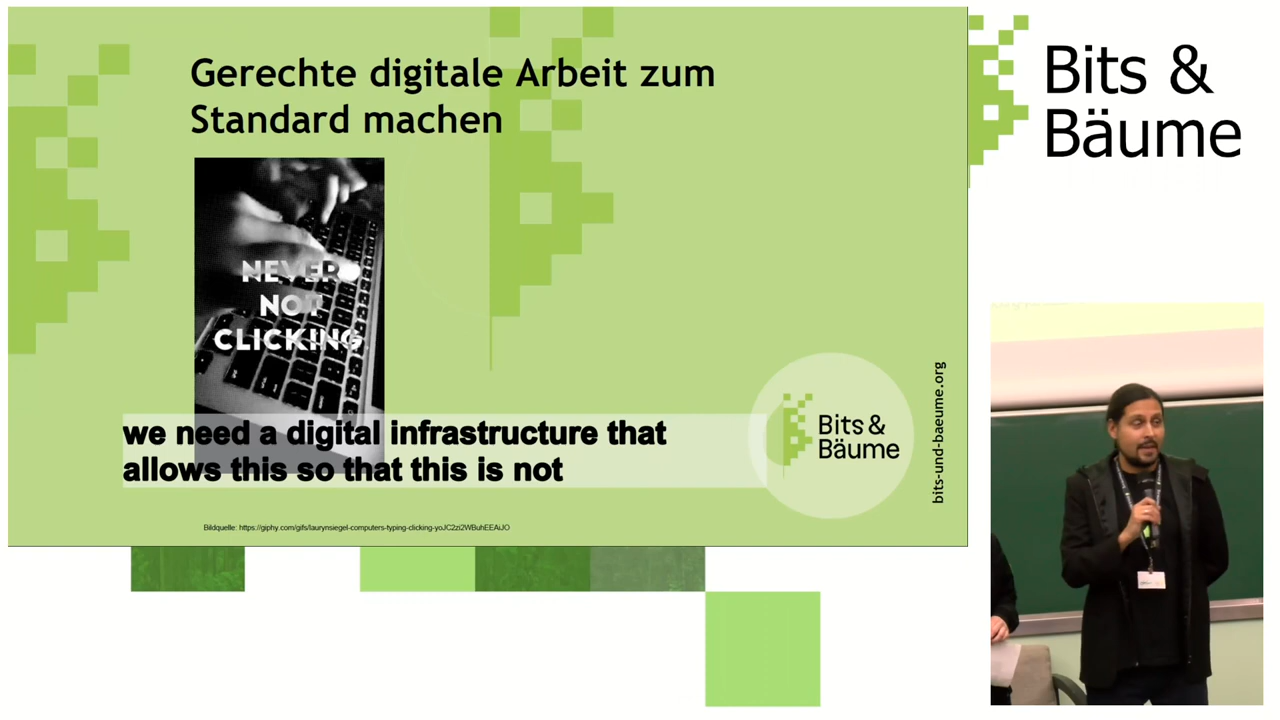 Gerechte digitale Arbeit zum
Standard machen
NEVER
NOT
CLICKING
we need a digital infrastructure that
allows this so that this is not
Bits &
Bäume
bits-und-baeume.org
Bildquelle: https://giphy.com/gifs/laurynsiegel-computers-typing-clicking-yoJC2zi2WBuhEEAiJO
Bits &
Bäume